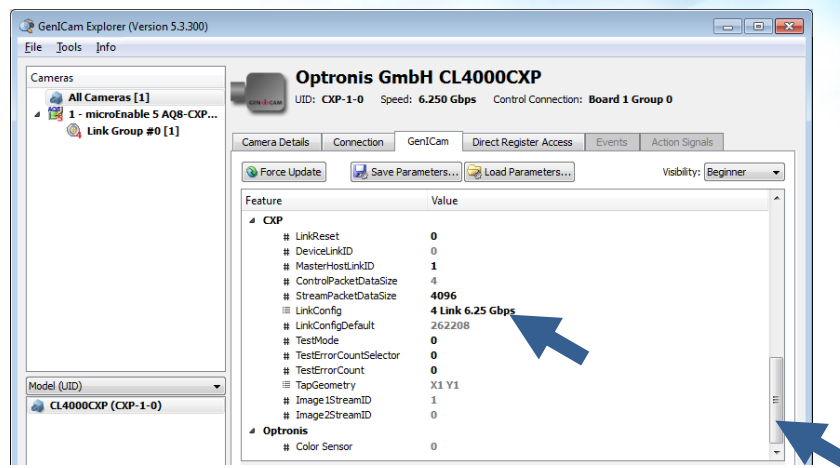 GenICam Explorer (Version 5.3.300)
File Tools Info
Cameras
All Cameras [1]
1 - microEnable 5 AQ8-CXP...
Link Group #0 [1]
Model (UID)
CL4000CXP (CXP-1-0)
GEN<i>CAM
Optronis GmbH CL4000CXP
UID: CXP-1-0 Speed: 6.250 Gbps Control Connection: Board 1 Group 0
Camera Details Connection GenICam Direct Register Access Events Action Signals
Force Update Save Parameters... Load Parameters... Visibility: Beginner
Feature Value
CXP
# LinkReset 0
# DeviceLinkID 0
# MasterHostLinkID 1
# ControlPacketDataSize 4
# StreamPacketDataSize 4096
LinkConfig 4 Link 6.25 Gbps
# LinkConfigDefault 262208
# TestMode 0
# TestErrorCountSelector 0
# TestErrorCount 0
TapGeometry X1 Y1
# Image1StreamID 1
# Image2StreamID 0
Optronis
# Color Sensor 0